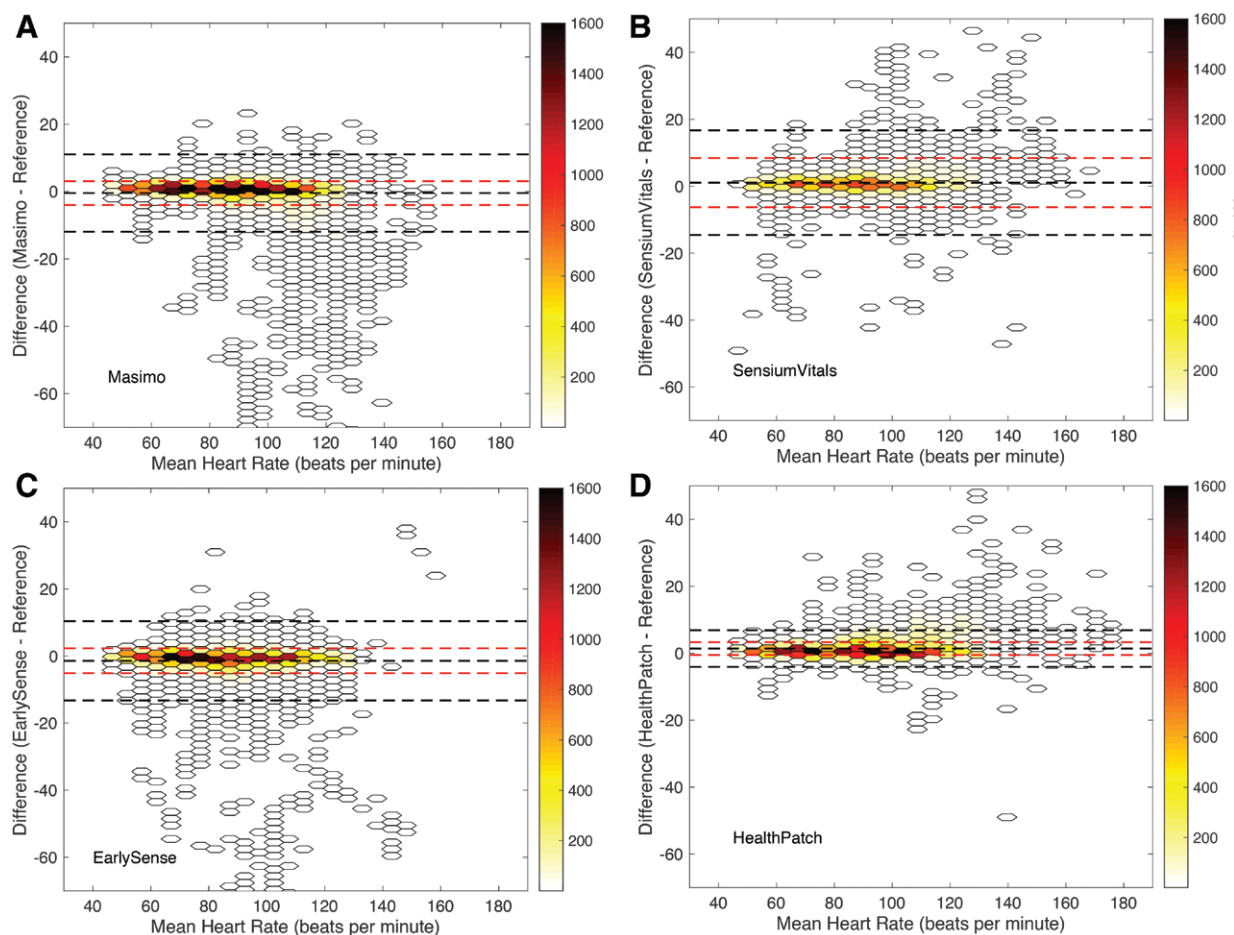 A
Difference (Masimo - Reference)
40
20
0
-20
-40
-60
Masimo
40 60 80 100 120 140 160 180
Mean Heart Rate (beats per minute)
1600
1400
1200
1000
800
600
400
200
B
Difference (SensiumVitals - Reference)
40
20
0
-20
-40
-60
SensiumVitals
40 60 80 100 120 140 160 180
Mean Heart Rate (beats per minute)
1600
1400
1200
1000
800
600
400
200
C
Difference (EarlySense - Reference)
40
20
0
-20
-40
-60
EarlySense
40 60 80 100 120 140 160 180
Mean Heart Rate (beats per minute)
1600
1400
1200
1000
800
600
400
200
D
Difference (HealthPatch - Reference)
40
20
0
-20
-40
-60
HealthPatch
40 60 80 100 120 140 160 180
Mean Heart Rate (beats per minute)
1600
1400
1200
1000
800
600
400
200